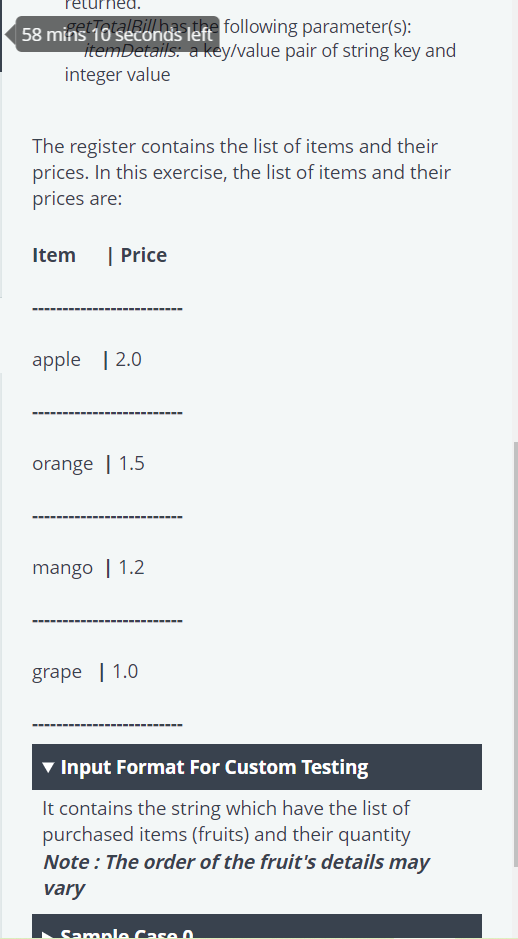 returned.
58 mins 10 seconds left
getTotalBill has the following parameter(s):
itemDetails: a key/value pair of string key and
integer value
The register contains the list of items and their
prices. In this exercise, the list of items and their
prices are:
Item | Price
-------------------------
apple | 2.0
-------------------------
orange | 1.5
-------------------------
mango | 1.2
-------------------------
grape | 1.0
-------------------------
▼ Input Format For Custom Testing
It contains the string which have the list of
purchased items (fruits) and their quantity
Note : The order of the fruit's details may
vary
▶ Sample Case 0